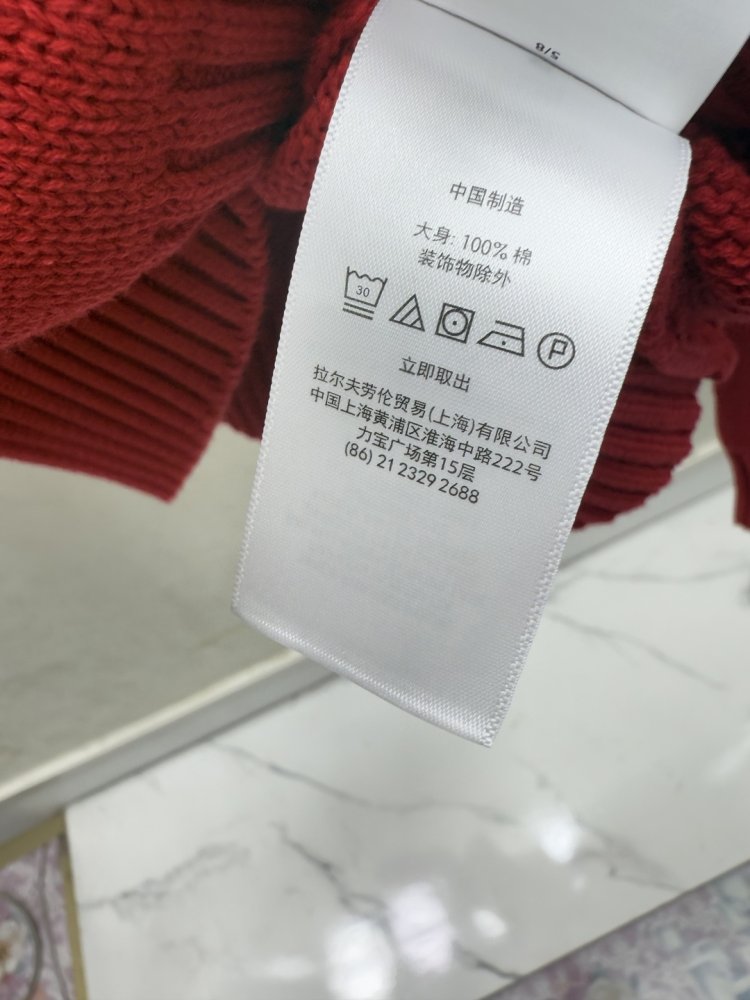 5/8
中国制造
大身: 100% 棉
装饰物除外
30
P
立即取出
拉尔夫劳伦贸易(上海)有限公司
中国上海黄浦区淮海中路222号
力宝广场第15层
(86) 21 2329 2688